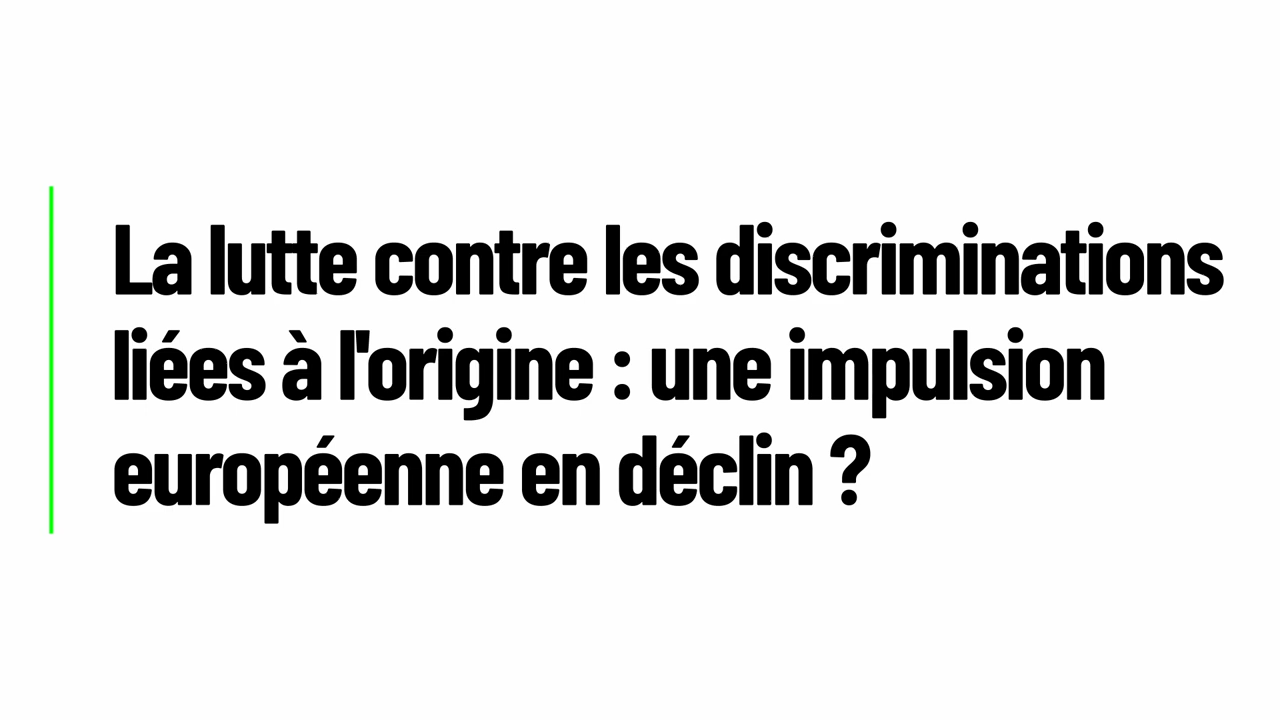 La lutte contre les discriminations
liées à l'origine : une impulsion
européenne en déclin ?